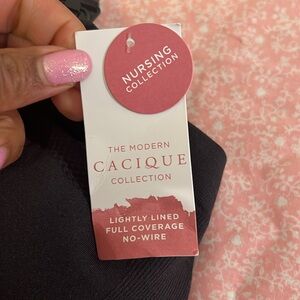 NURSING
COLLECTION
THE MODERN
CACIQUE
COLLECTION
LIGHTLY LINED
FULL COVERAGE
NO-WIRE